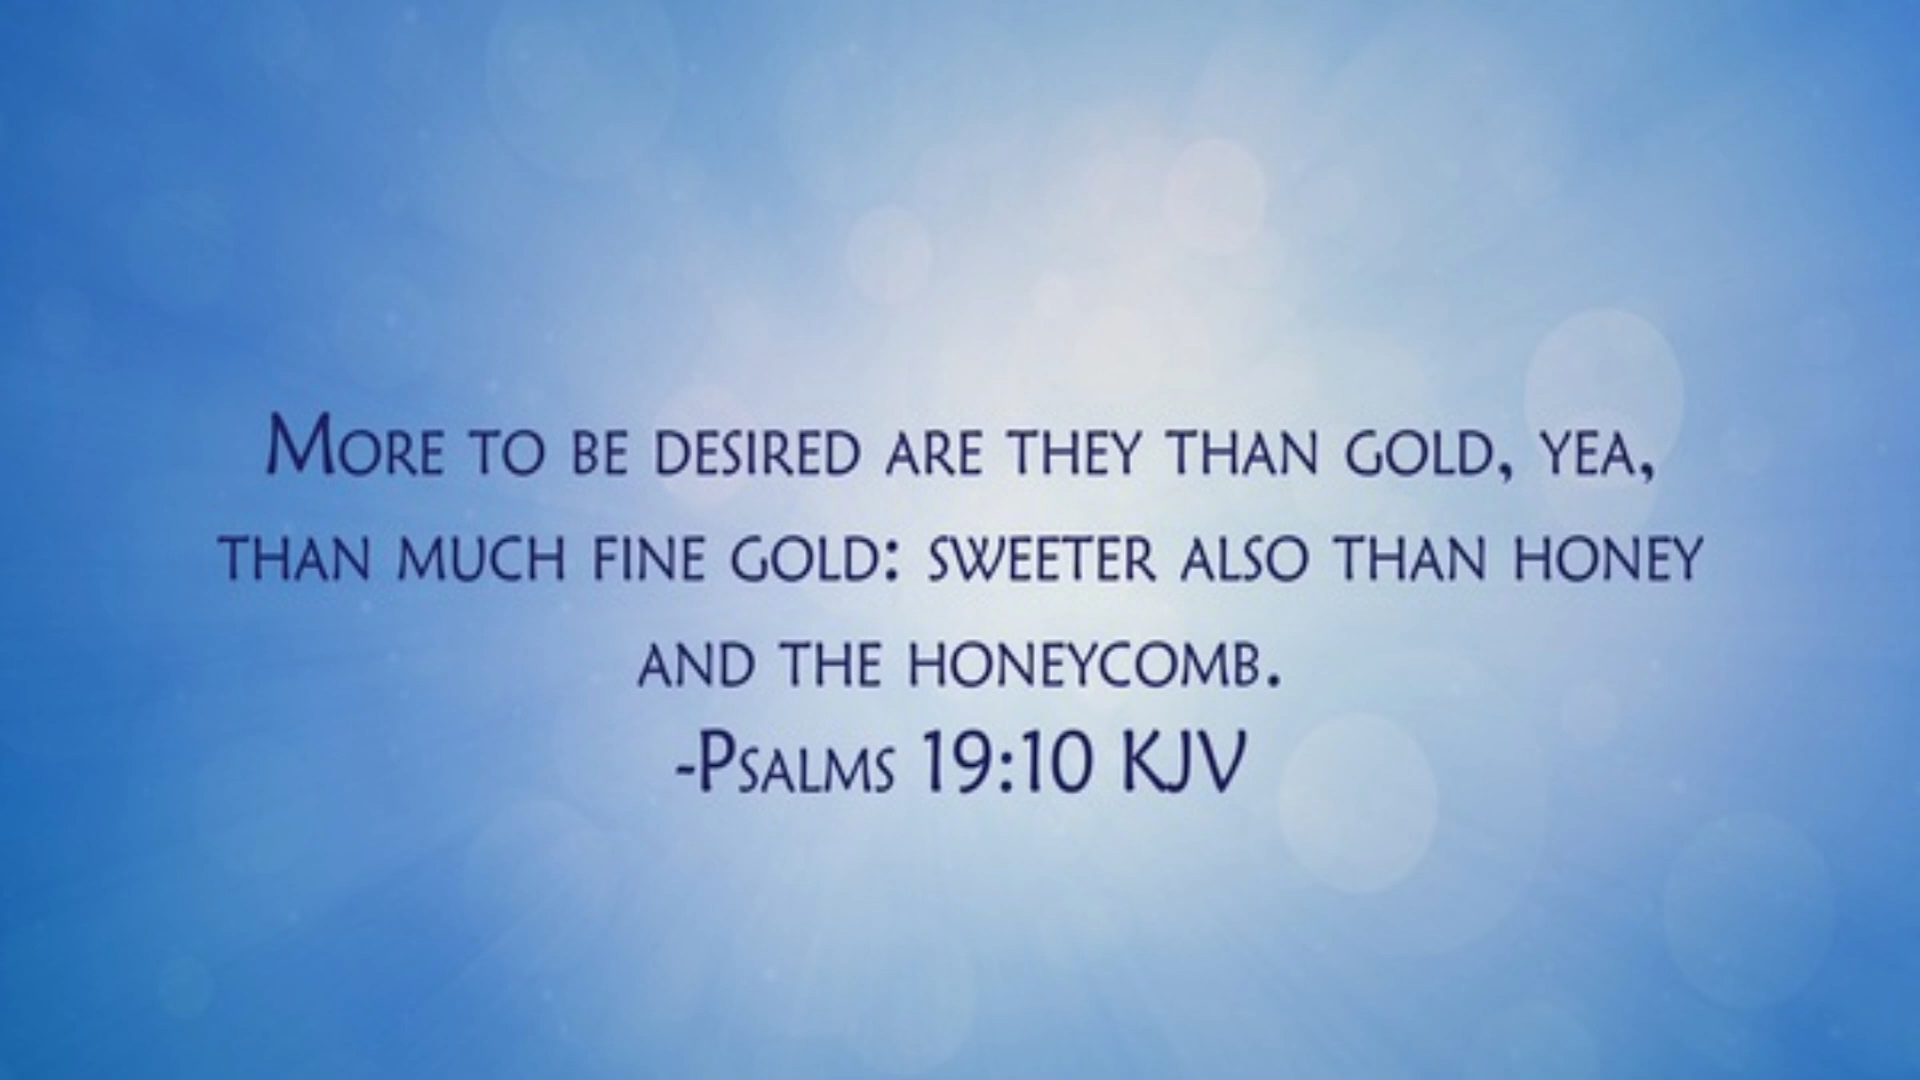 More to be desired are they than gold, yea,
than much fine gold: sweeter also than honey
and the honeycomb.
-Psalms 19:10 KJV